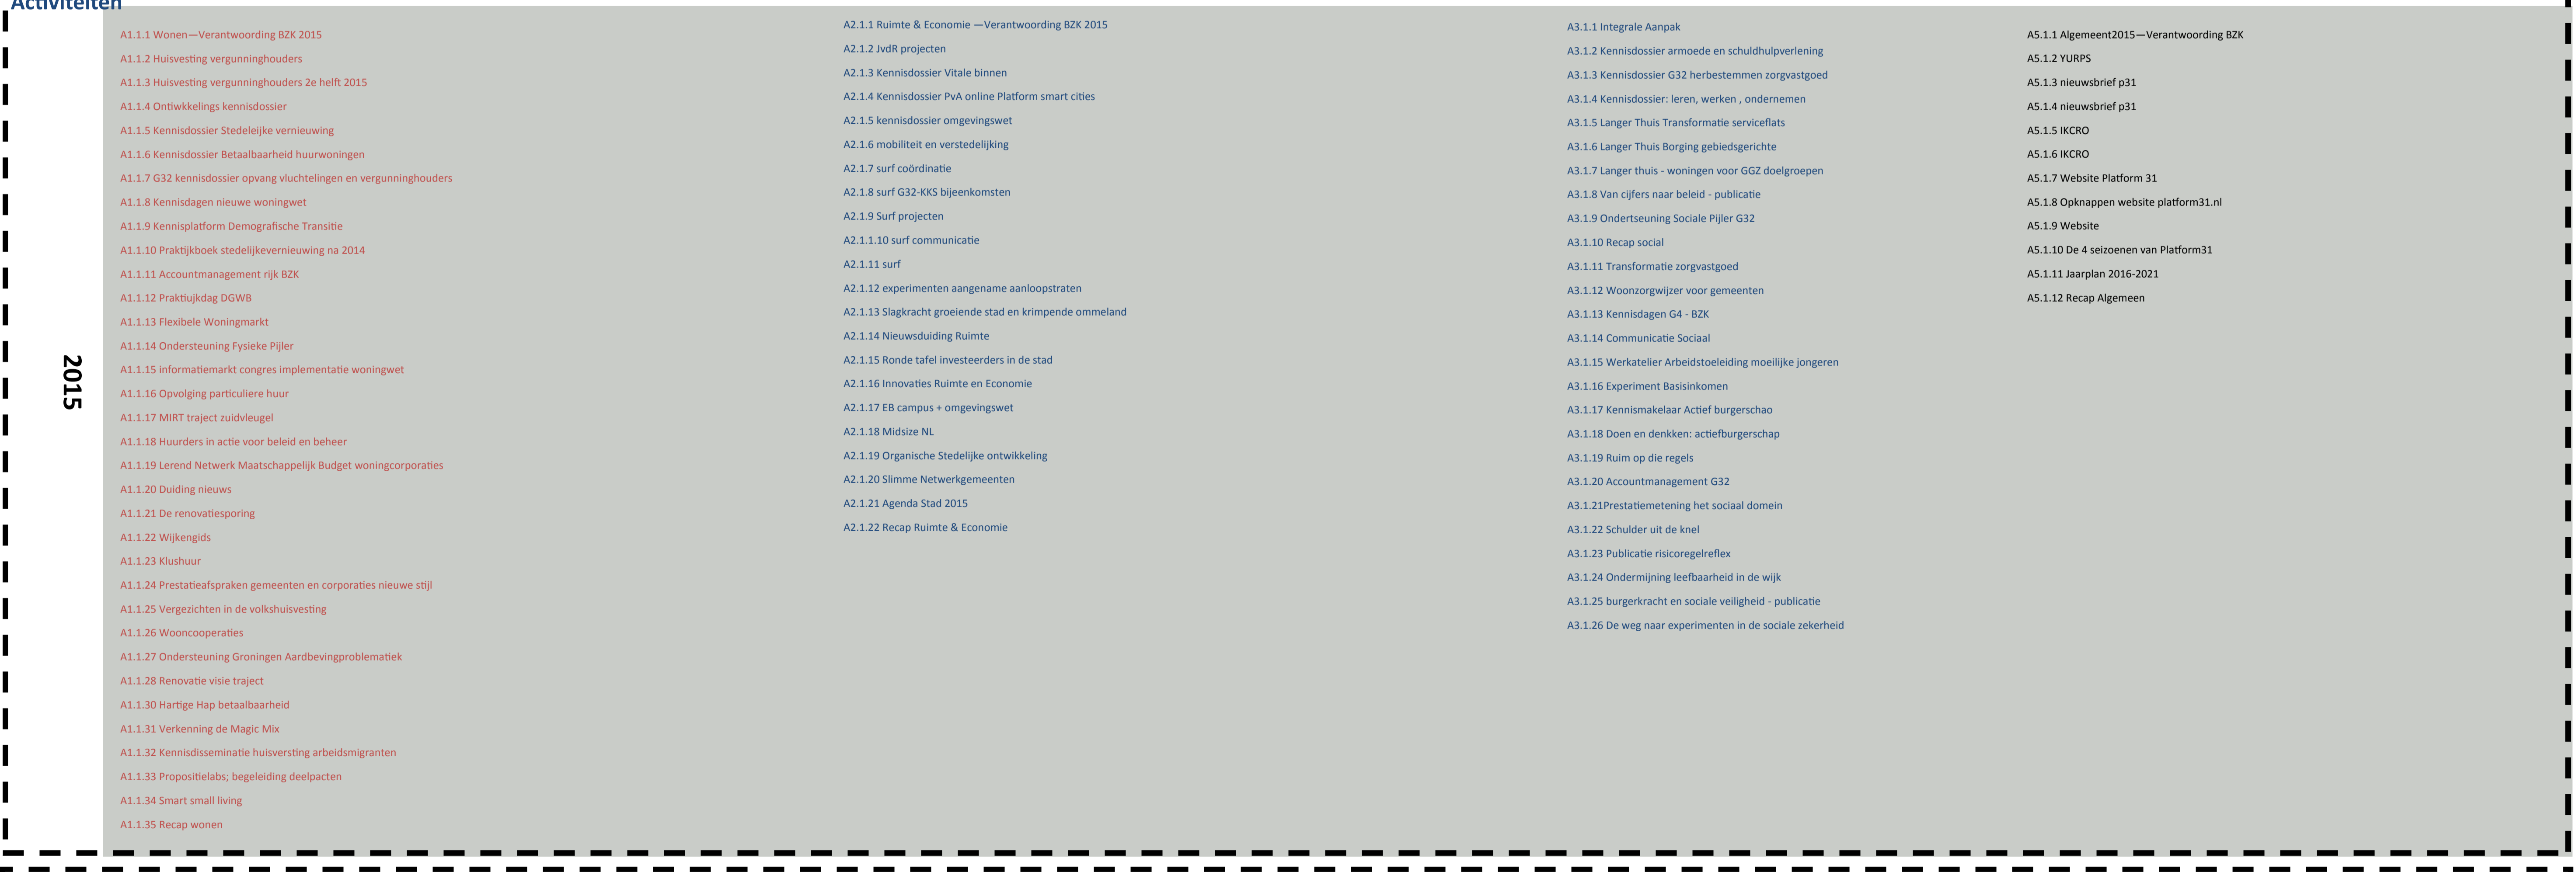 Activiteiten
2015
A1.1.1 Wonen—Verantwoording BZK 2015
A1.1.2 Huisvesting vergunninghouders
A1.1.3 Huisvesting vergunninghouders 2e helft 2015
A1.1.4 Ontiwkkelings kennisdossier
A1.1.5 Kennisdossier Stedeleijke vernieuwing
A1.1.6 Kennisdossier Betaalbaarheid huurwoningen
A1.1.7 G32 kennisdossier opvang vluchtelingen en vergunninghouders
A1.1.8 Kennisdagen nieuwe woningwet
A1.1.9 Kennisplatform Demografische Transitie
A1.1.10 Praktijkboek stedelijkevernieuwing na 2014
A1.1.11 Accountmanagement rijk BZK
A1.1.12 Praktiujkdag DGWB
A1.1.13 Flexibele Woningmarkt
A1.1.14 Ondersteuning Fysieke Pijler
A1.1.15 informatiemarkt congres implementatie woningwet
A1.1.16 Opvolging particuliere huur
A1.1.17 MIRT traject zuidvleugel
A1.1.18 Huurders in actie voor beleid en beheer
A1.1.19 Lerend Netwerk Maatschappelijk Budget woningcorporaties
A1.1.20 Duiding nieuws
A1.1.21 De renovatiesporing
A1.1.22 Wijkengids
A1.1.23 Klushuur
A1.1.24 Prestatieafspraken gemeenten en corporaties nieuwe stijl
A1.1.25 Vergezichten in de volkshuisvesting
A1.1.26 Wooncooperaties
A1.1.27 Ondersteuning Groningen Aardbevingproblematiek
A1.1.28 Renovatie visie traject
A1.1.30 Hartige Hap betaalbaarheid
A1.1.31 Verkenning de Magic Mix
A1.1.32 Kennisdisseminatie huisversting arbeidsmigranten
A1.1.33 Propositielabs; begeleiding deelpacten
A1.1.34 Smart small living
A1.1.35 Recap wonen
A2.1.1 Ruimte & Economie —Verantwoording BZK 2015
A2.1.2 JvdR projecten
A2.1.3 Kennisdossier Vitale binnen
A2.1.4 Kennisdossier PvA online Platform smart cities
A2.1.5 kennisdossier omgevingswet
A2.1.6 mobiliteit en verstedelijking
A2.1.7 surf coördinatie
A2.1.8 surf G32-KKS bijeenkomsten
A2.1.9 Surf projecten
A2.1.1.10 surf communicatie
A2.1.11 surf
A2.1.12 experimenten aangename aanloopstraten
A2.1.13 Slagkracht groeiende stad en krimpende ommeland
A2.1.14 Nieuwsduiding Ruimte
A2.1.15 Ronde tafel investeerders in de stad
A2.1.16 Innovaties Ruimte en Economie
A2.1.17 EB campus + omgevingswet
A2.1.18 Midsize NL
A2.1.19 Organische Stedelijke ontwikkeling
A2.1.20 Slimme Netwerkgemeenten
A2.1.21 Agenda Stad 2015
A2.1.22 Recap Ruimte & Economie
A3.1.1 Integrale Aanpak
A3.1.2 Kennisdossier armoede en schuldhulpverlening
A3.1.3 Kennisdossier G32 herbestemmen zorgvastgoed
A3.1.4 Kennisdossier: leren, werken , ondernemen
A3.1.5 Langer Thuis Transformatie serviceflats
A3.1.6 Langer Thuis Borging gebiedsgerichte
A3.1.7 Langer thuis - woningen voor GGZ doelgroepen
A3.1.8 Van cijfers naar beleid - publicatie
A3.1.9 Ondertseuning Sociale Pijler G32
A3.1.10 Recap social
A3.1.11 Transformatie zorgvastgoed
A3.1.12 Woonzorgwijzer voor gemeenten
A3.1.13 Kennisdagen G4 - BZK
A3.1.14 Communicatie Sociaal
A3.1.15 Werkatelier Arbeidstoeleiding moeilijke jongeren
A3.1.16 Experiment Basisinkomen
A3.1.17 Kennismakelaar Actief burgerschao
A3.1.18 Doen en denkken: actiefburgerschap
A3.1.19 Ruim op die regels
A3.1.20 Accountmanagement G32
A3.1.21Prestatiemetening het sociaal domein
A3.1.22 Schulder uit de knel
A3.1.23 Publicatie risicoregelreflex
A3.1.24 Ondermijning leefbaarheid in de wijk
A3.1.25 burgerkracht en sociale veiligheid - publicatie
A3.1.26 De weg naar experimenten in de sociale zekerheid
A5.1.1 Algemeent2015—Verantwoording BZK
A5.1.2 YURPS
A5.1.3 nieuwsbrief p31
A5.1.4 nieuwsbrief p31
A5.1.5 IKCRO
A5.1.6 IKCRO
A5.1.7 Website Platform 31
A5.1.8 Opknappen website platform31.nl
A5.1.9 Website
A5.1.10 De 4 seizoenen van Platform31
A5.1.11 Jaarplan 2016-2021
A5.1.12 Recap Algemeen